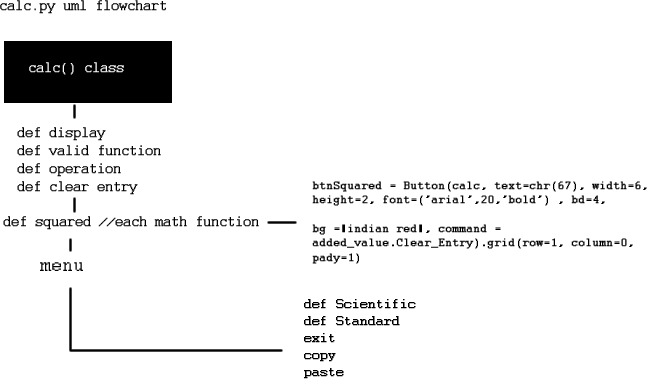 calc.py uml flowchart
calc() class
def display
def valid function
def operation
def clear entry
def squared //each math function
btnSquared = Button(calc, text=chr(67), width=6,
height=2, font=('arial',20,'bold') , bd=4,
bg =▌indian red▌, command =
added_value.Clear_Entry).grid(row=1, column=0,
pady=1)
menu
def Scientific
def Standard
exit
copy
paste